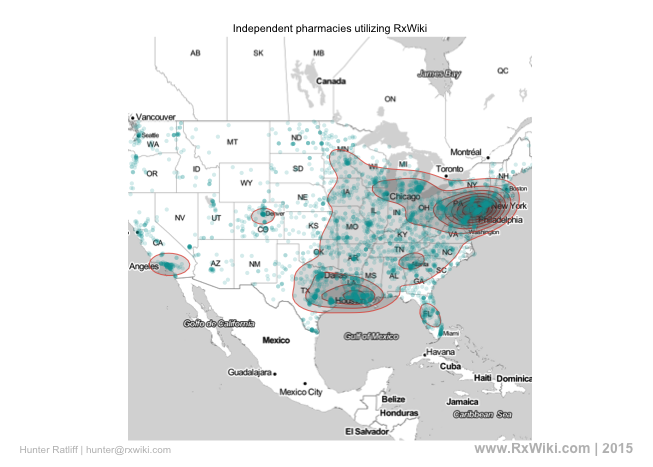 Independent pharmacies utilizing RxWiki
AB
SK
MB
QC
James Bay
Canada
ON
Vancouver
Seattle
WA
MT
ND
MN
Montréal
OR
ID
SD
WI
MI
Toronto
NH
WY
IA
Chicago
NY
Boston
NV
UT
NE
Denver
CO
IL
IN
OH
PA
New York
Philadelphia
CA
KS
MO
KY
VA
Washington
Angeles
AZ
NM
OK
AR
TN
NC
Atlanta
SC
TX
Dallas
MS
AL
GA
LA
Houston
FL
Golfo de California
Gulf of Mexico
Miami
Mexico
Havana
Cuba
Guadalajara
Mexico City
Haiti
Dominica
Belize
Jamaica
Honduras
Caribbean Sea
El Salvador
Hunter Ratliff | hunter@rxwiki.com
www.RxWiki.com | 2015